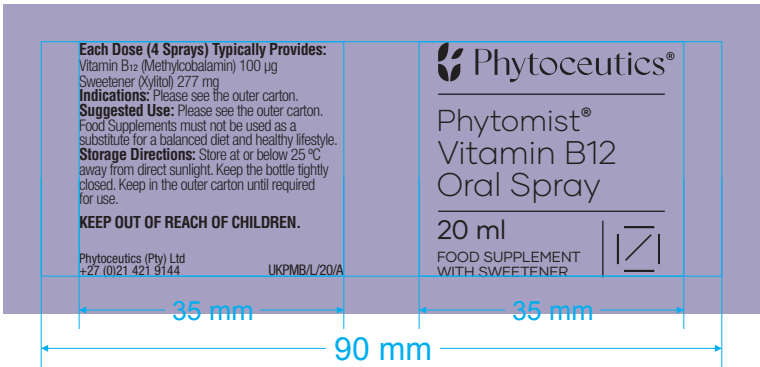 Each Dose (4 Sprays) Typically Provides:
Vitamin B12 (Methylcobalamin) 100 µg
Sweetener (Xylitol) 277 mg
Indications: Please see the outer carton.
Suggested Use: Please see the outer carton.
Food Supplements must not be used as a
substitute for a balanced diet and healthy lifestyle.
Storage Directions: Store at or below 25 ºC
away from direct sunlight. Keep the bottle tightly
closed. Keep in the outer carton until required
for use.
KEEP OUT OF REACH OF CHILDREN.
Phytoceutics (Pty) Ltd
+27 (0)21 421 9144
UKPMB/L/20/A
Phytoceutics®
Phytomist®
Vitamin B12
Oral Spray
20 ml
FOOD SUPPLEMENT
WITH SWEETENER
35 mm
35 mm
90 mm